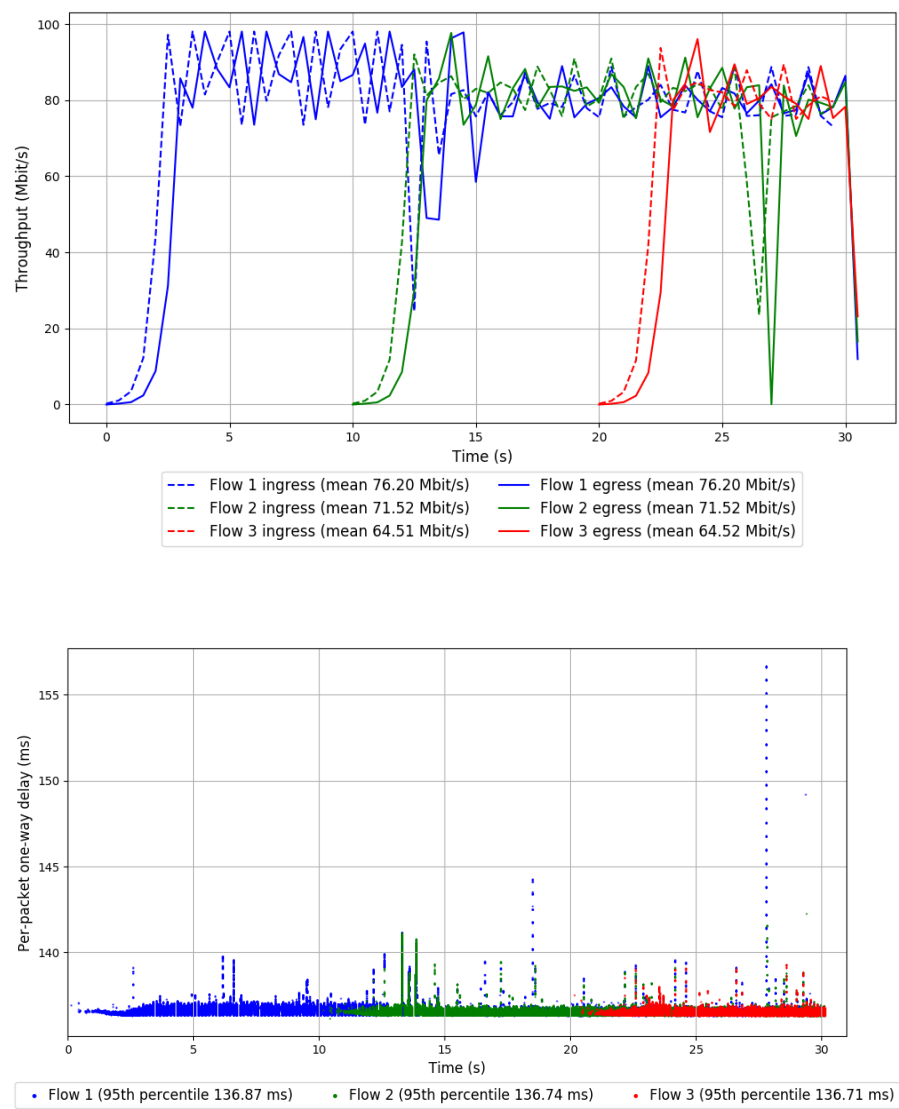 100
80
60
40
20
0
Throughput (Mbit/s)
0 5 10 15 20 25 30
Time (s)
Flow 1 ingress (mean 76.20 Mbit/s) Flow 1 egress (mean 76.20 Mbit/s)
Flow 2 ingress (mean 71.52 Mbit/s) Flow 2 egress (mean 71.52 Mbit/s)
Flow 3 ingress (mean 64.51 Mbit/s) Flow 3 egress (mean 64.52 Mbit/s)
155
150
145
140
Per-packet one-way delay (ms)
0 5 10 15 20 25 30
Time (s)
Flow 1 (95th percentile 136.87 ms) Flow 2 (95th percentile 136.74 ms) Flow 3 (95th percentile 136.71 ms)